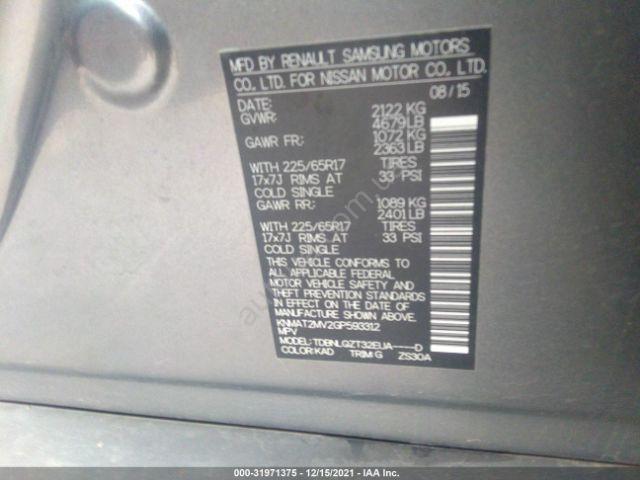 MFD BY RENAULT SAMSUNG MOTORS
CO., LTD. FOR NISSAN MOTOR CO., LTD.
DATE: 08/15
GVWR: 2122 KG
4679 LB
GAWR FR: 1072 KG
2363 LB
WITH 225/65R17 TIRES
17x7J RIMS AT 33 PSI
COLD SINGLE
GAWR RR: 1089 KG
2401 LB
WITH 225/65R17 TIRES
17x7J RIMS AT 33 PSI
COLD SINGLE
THIS VEHICLE CONFORMS TO
ALL APPLICABLE FEDERAL
MOTOR VEHICLE SAFETY AND
THEFT PREVENTION STANDARDS
IN EFFECT ON THE DATE OF
MANUFACTURE SHOWN ABOVE.
KNMAT2MV2GP593312
MPV
MODEL: TDBNLQZT32EUA-----D
COLOR:KAD TRIM:G ZS30A
000-31971375 - 12/15/2021 - IAA Inc.